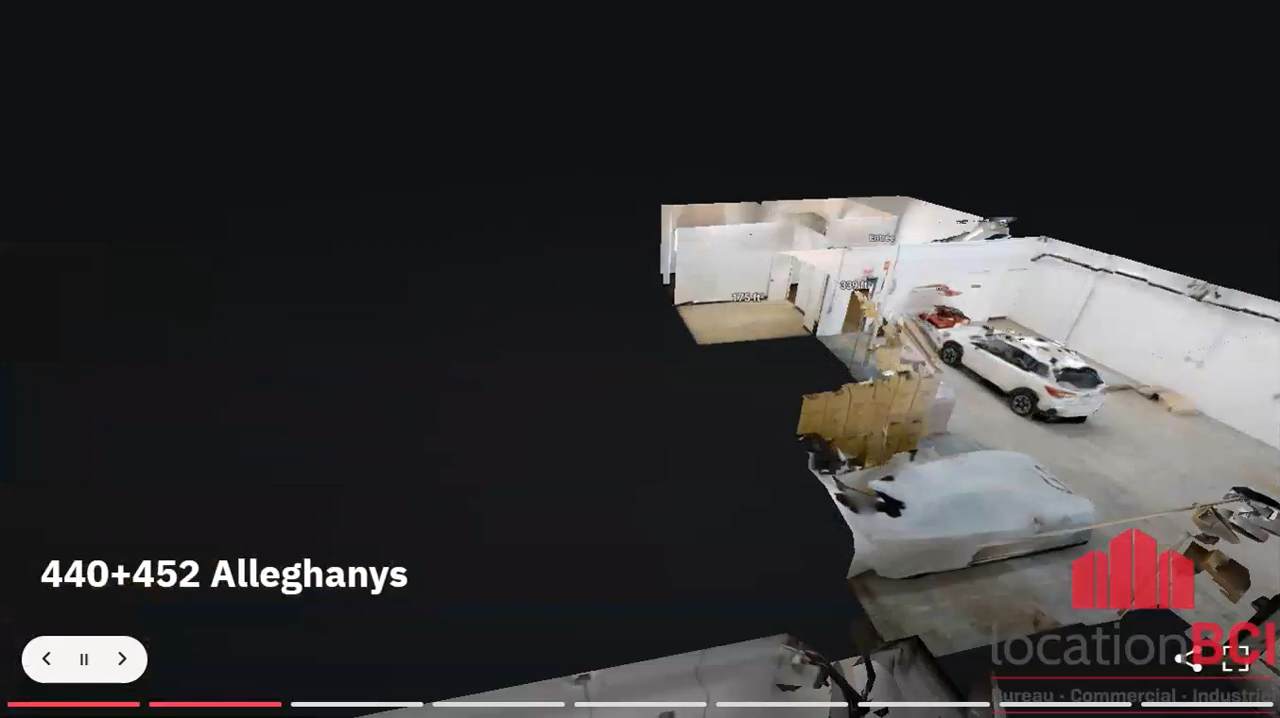 Entrée
175 ft²
339 ft²
440+452 Alleghanys
locationBCI
Bureau · Commercial · Industriel